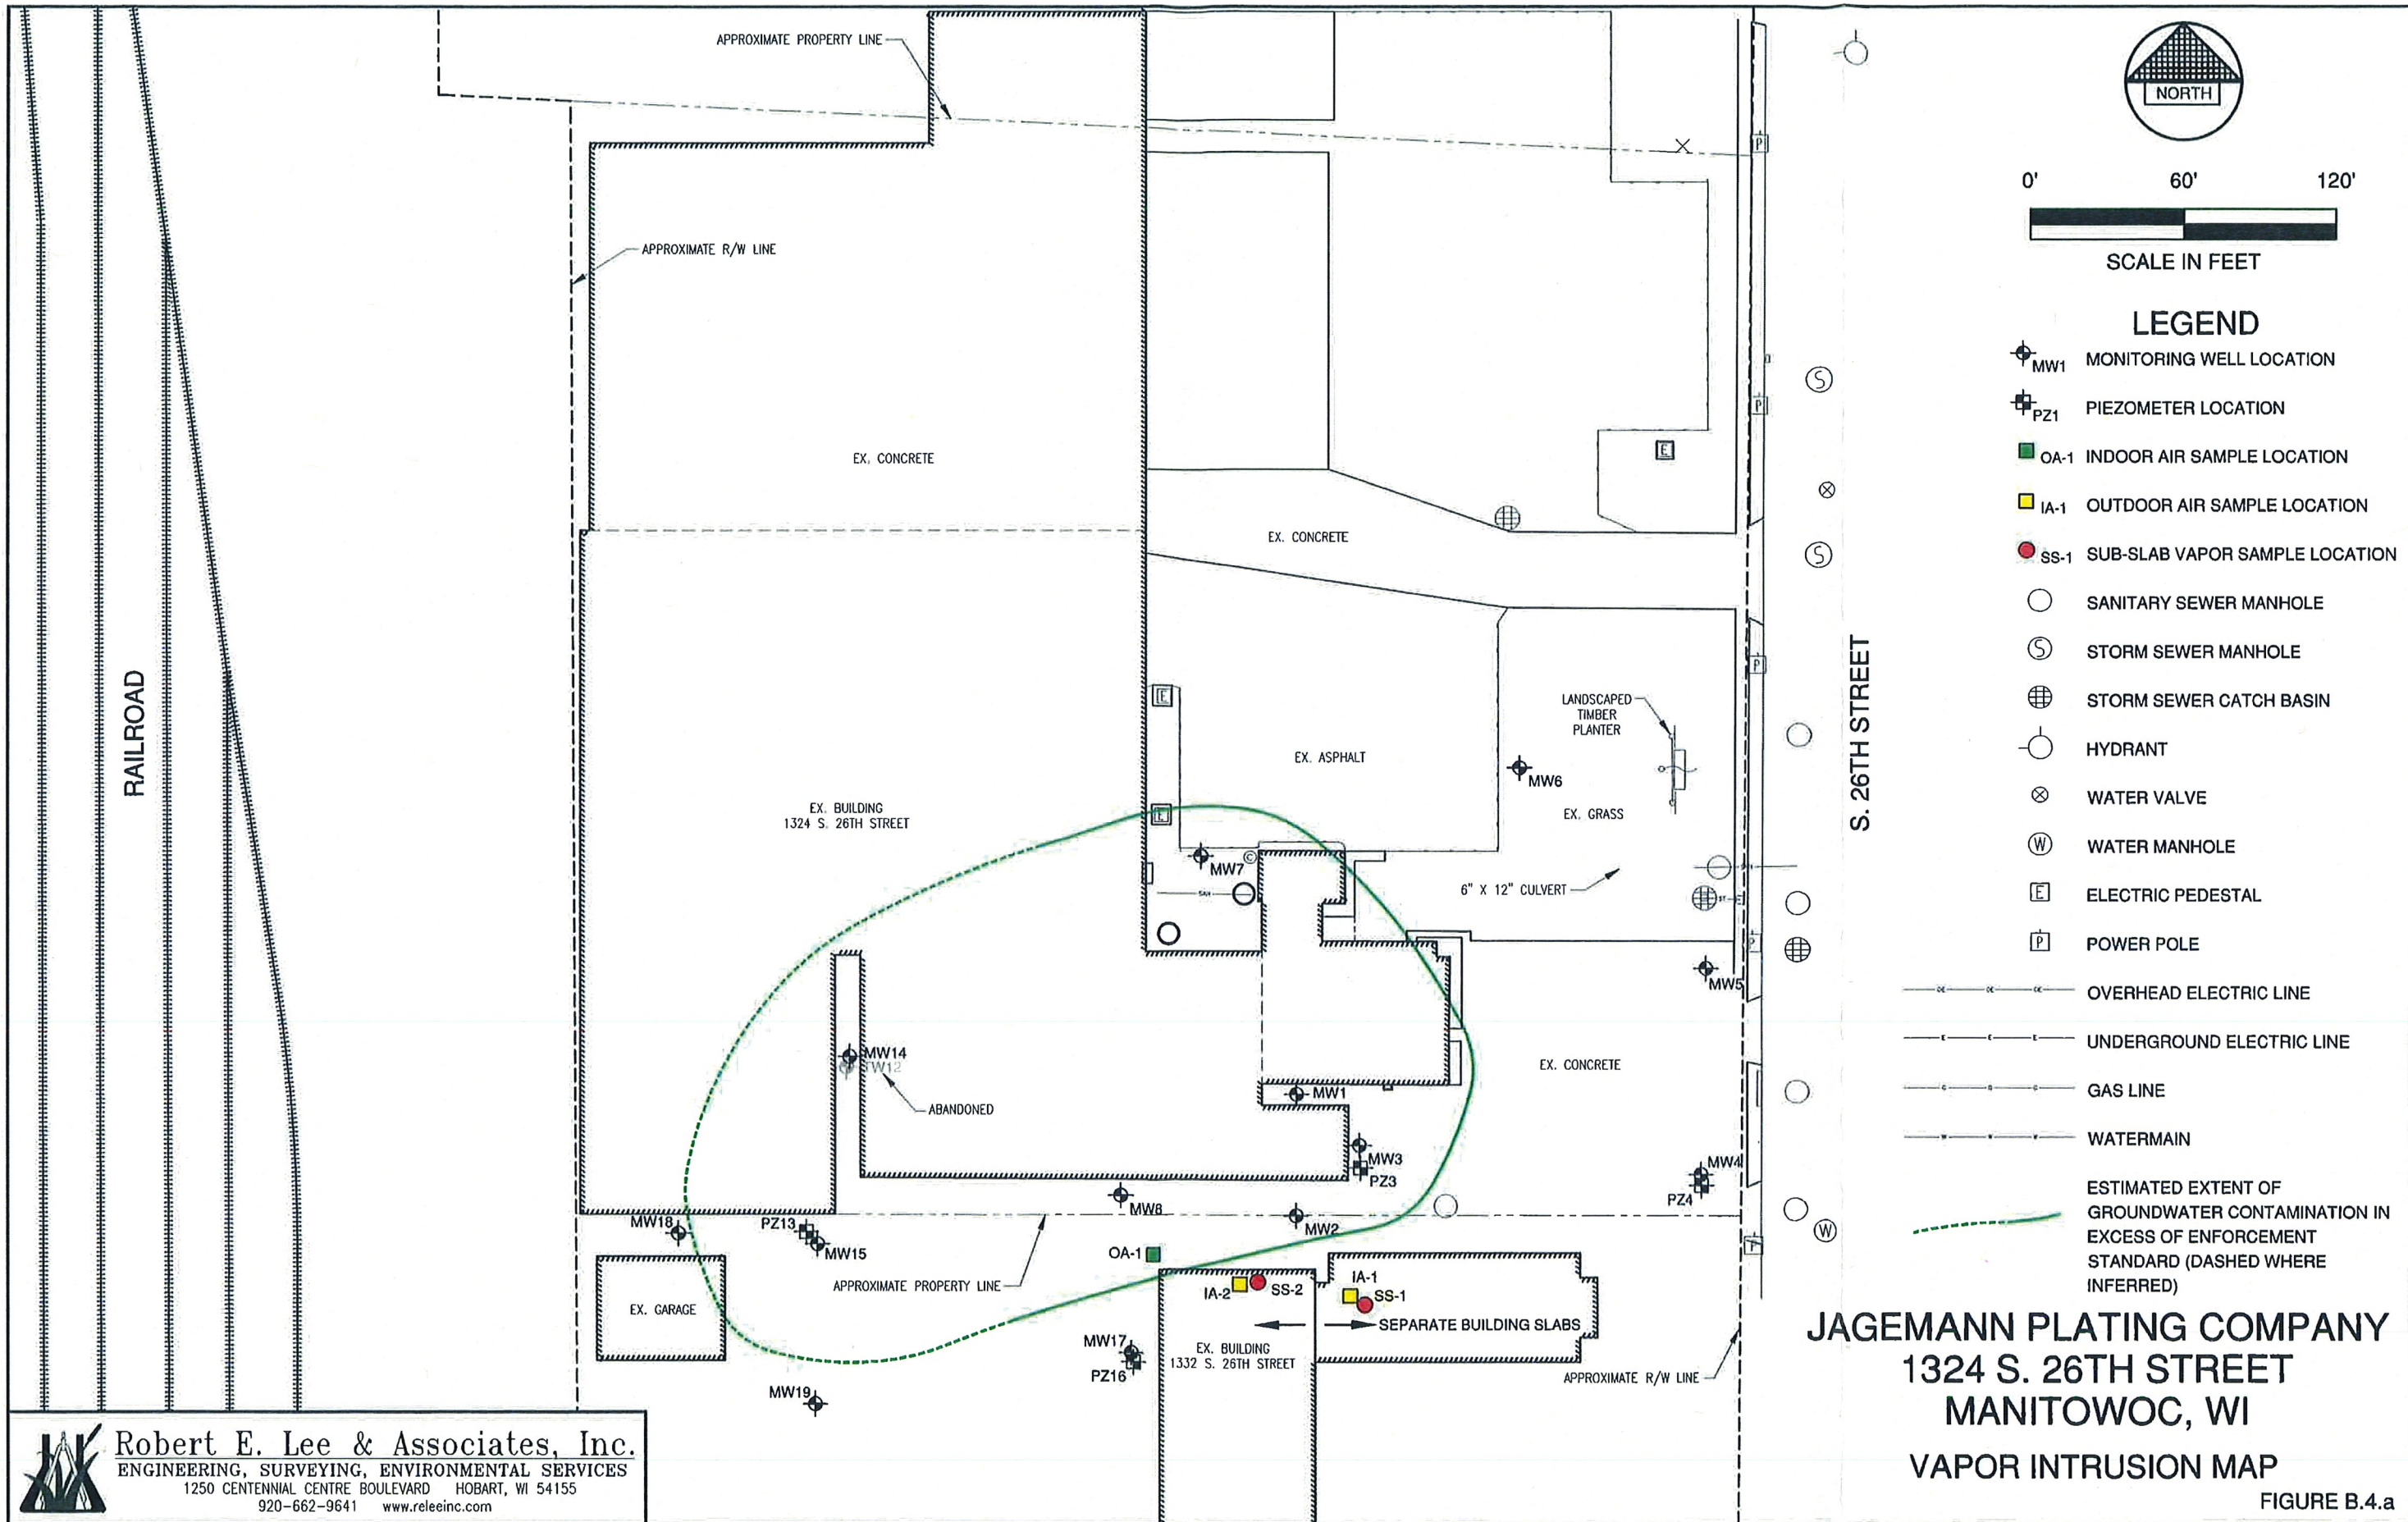 APPROXIMATE PROPERTY LINE
NORTH
0' 60' 120'
SCALE IN FEET
APPROXIMATE R/W LINE
LEGEND
MW1 MONITORING WELL LOCATION
PZ1 PIEZOMETER LOCATION
OA-1 INDOOR AIR SAMPLE LOCATION
IA-1 OUTDOOR AIR SAMPLE LOCATION
SS-1 SUB-SLAB VAPOR SAMPLE LOCATION
SANITARY SEWER MANHOLE
S STORM SEWER MANHOLE
STORM SEWER CATCH BASIN
HYDRANT
WATER VALVE
W WATER MANHOLE
E ELECTRIC PEDESTAL
P POWER POLE
OE OE OE OVERHEAD ELECTRIC LINE
E E E UNDERGROUND ELECTRIC LINE
G G G GAS LINE
W W W WATERMAIN
ESTIMATED EXTENT OF
GROUNDWATER CONTAMINATION IN
EXCESS OF ENFORCEMENT
STANDARD (DASHED WHERE
INFERRED)
P
S
P
E
S
P
EX. CONCRETE
EX. CONCRETE
RAILROAD
S. 26TH STREET
E
LANDSCAPED
TIMBER
PLANTER
EX. ASPHALT
MW6
EX. BUILDING
1324 S. 26TH STREET
E
EX. GRASS
MW7
C
SAN
6" X 12" CULVERT
ST
P
MW5
MW14
TW12
ABANDONED
EX. CONCRETE
MW1
MW3
PZ3
MW4
PZ4
MW8
MW2
MW18
PZ13
MW15
W
P
OA-1
APPROXIMATE PROPERTY LINE
IA-2
SS-2
IA-1
SS-1
SEPARATE BUILDING SLABS
EX. GARAGE
MW17
PZ16
EX. BUILDING
1332 S. 26TH STREET
APPROXIMATE R/W LINE
MW19
JAGEMANN PLATING COMPANY
1324 S. 26TH STREET
MANITOWOC, WI
VAPOR INTRUSION MAP
FIGURE B.4.a
Robert E. Lee & Associates, Inc.
ENGINEERING, SURVEYING, ENVIRONMENTAL SERVICES
1250 CENTENNIAL CENTRE BOULEVARD HOBART, WI 54155
920-662-9641 www.releeinc.com